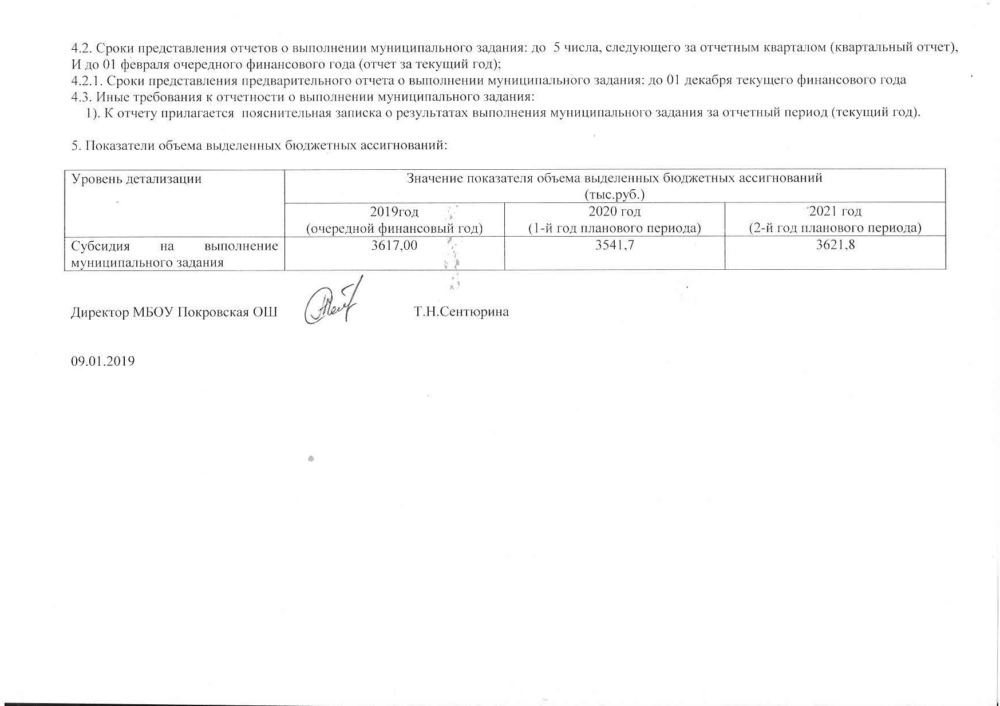 4.2. Сроки представления отчетов о выполнении муниципального задания: до 5 числа, следующего за отчетным кварталом (квартальный отчет),
И до 01 февраля очередного финансового года (отчет за текущий год);
4.2.1. Сроки представления предварительного отчета о выполнении муниципального задания: до 01 декабря текущего финансового года
4.3. Иные требования к отчетности о выполнении муниципального задания:
1). К отчету прилагается пояснительная записка о результатах выполнения муниципального задания за отчетный период (текущий год).
5. Показатели объема выделенных бюджетных ассигнований:
Уровень детализации
Значение показателя объема выделенных бюджетных ассигнований
(тыс.руб.)
2019год
(очередной финансовый год)
2020 год
(1-й год планового периода)
2021 год
(2-й год планового периода)
Субсидия на выполнение
муниципального задания
3617,00
3541,7
3621,8
Директор МБОУ Покровская ОШ
Т.Н.Сентюрина
09.01.2019